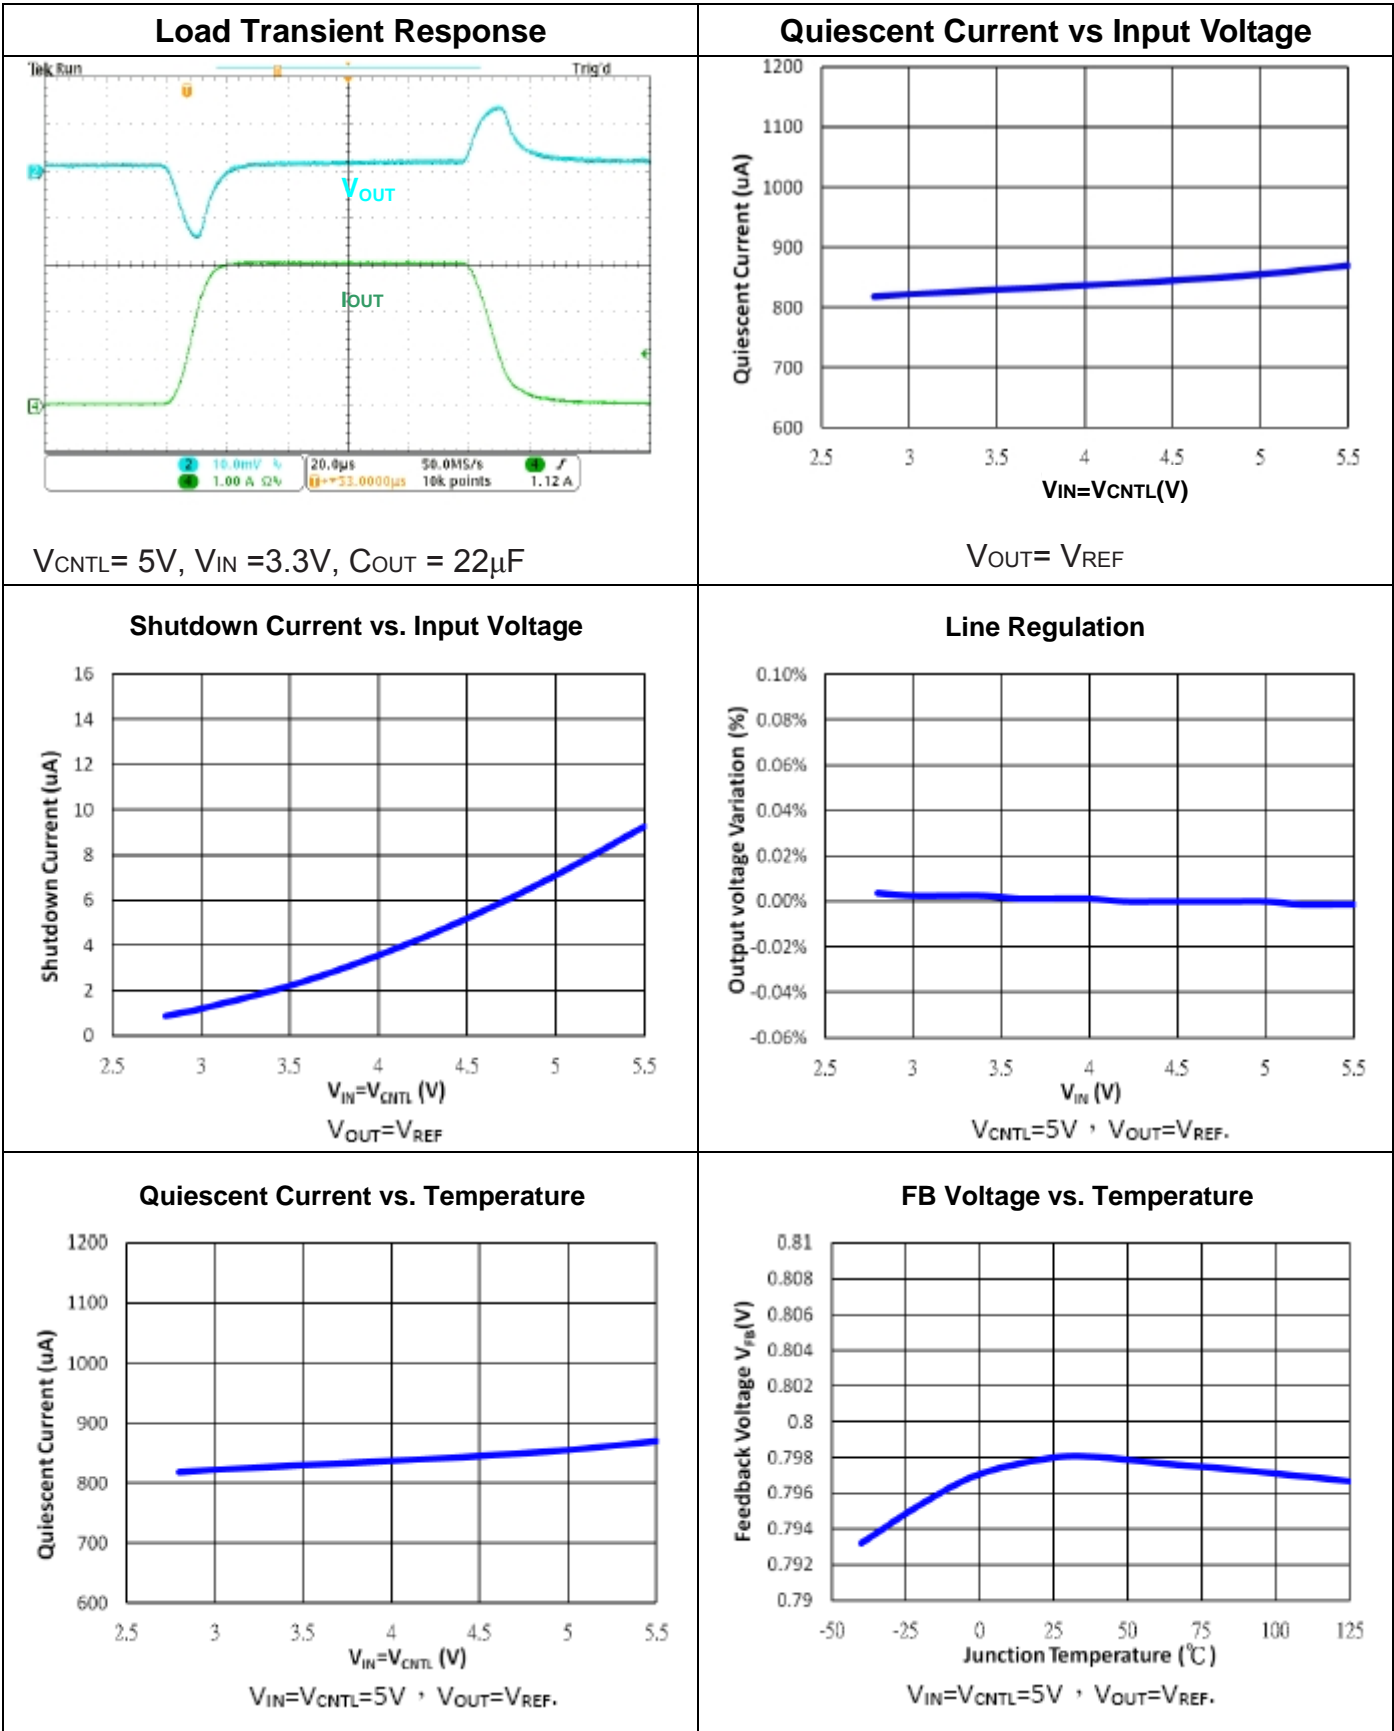 Load Transient Response
Tek Run Trig'd
VOUT
IOUT
2 10.0mV 20.0µs 50.0MS/s 4
4 1.00 A Ω 53.0000µs 10k points 1.12 A
VCNTL= 5V, VIN =3.3V, COUT = 22µF
Quiescent Current vs Input Voltage
Quiescent Current (uA)
1200
1100
1000
900
800
700
600
2.5 3 3.5 4 4.5 5 5.5
VIN=VCNTL(V)
VOUT= VREF
Shutdown Current vs. Input Voltage
Shutdown Current (uA)
16
14
12
10
8
6
4
2
0
2.5 3 3.5 4 4.5 5 5.5
VIN=VCNTL (V)
VOUT=VREF
Line Regulation
Output voltage Variation (%)
0.10%
0.08%
0.06%
0.04%
0.02%
0.00%
-0.02%
-0.04%
-0.06%
2.5 3 3.5 4 4.5 5 5.5
VIN (V)
VCNTL=5V , VOUT=VREF.
Quiescent Current vs. Temperature
Quiescent Current (uA)
1200
1100
1000
900
800
700
600
2.5 3 3.5 4 4.5 5 5.5
VIN=VCNTL (V)
VIN=VCNTL=5V , VOUT=VREF.
FB Voltage vs. Temperature
Feedback Voltage VFB(V)
0.81
0.808
0.806
0.804
0.802
0.8
0.798
0.796
0.794
0.792
0.79
-50 -25 0 25 50 75 100 125
Junction Temperature (℃)
VIN=VCNTL=5V , VOUT=VREF.